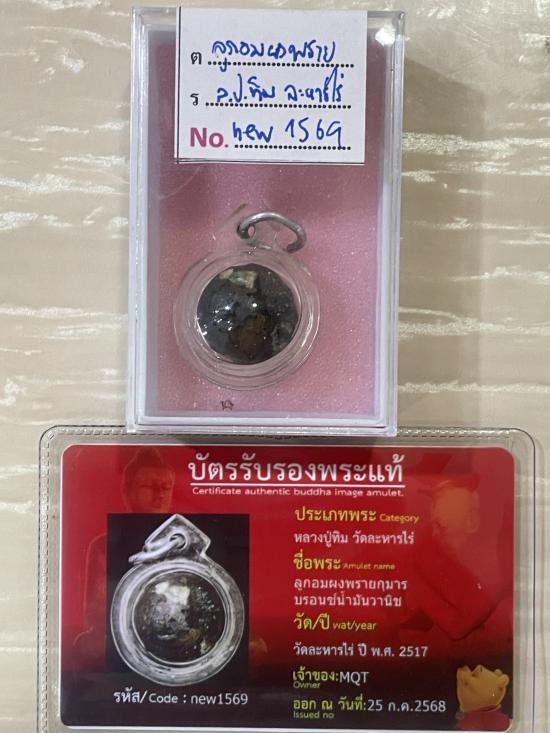 ต ลูกอมผงพราย
ร ล.ป.ทิม ละหารไร่
No. new 1569
บัตรรับรองพระแท้
Certificate authentic buddha image amulet.
ประเภทพระ Category
หลวงปู่ทิม วัดละหารไร่
ชื่อพระ Amulet name
ลูกอมผงพรายกุมาร
บรอนซ์น้ำมันวานิช
วัด/ปี wat/year
วัดละหารไร่ ปี พ.ศ. 2517
เจ้าของ:MQT
Owner
ออก ณ วันที่:25 ก.ค.2568
Issued no
รหัส/Code : new1569